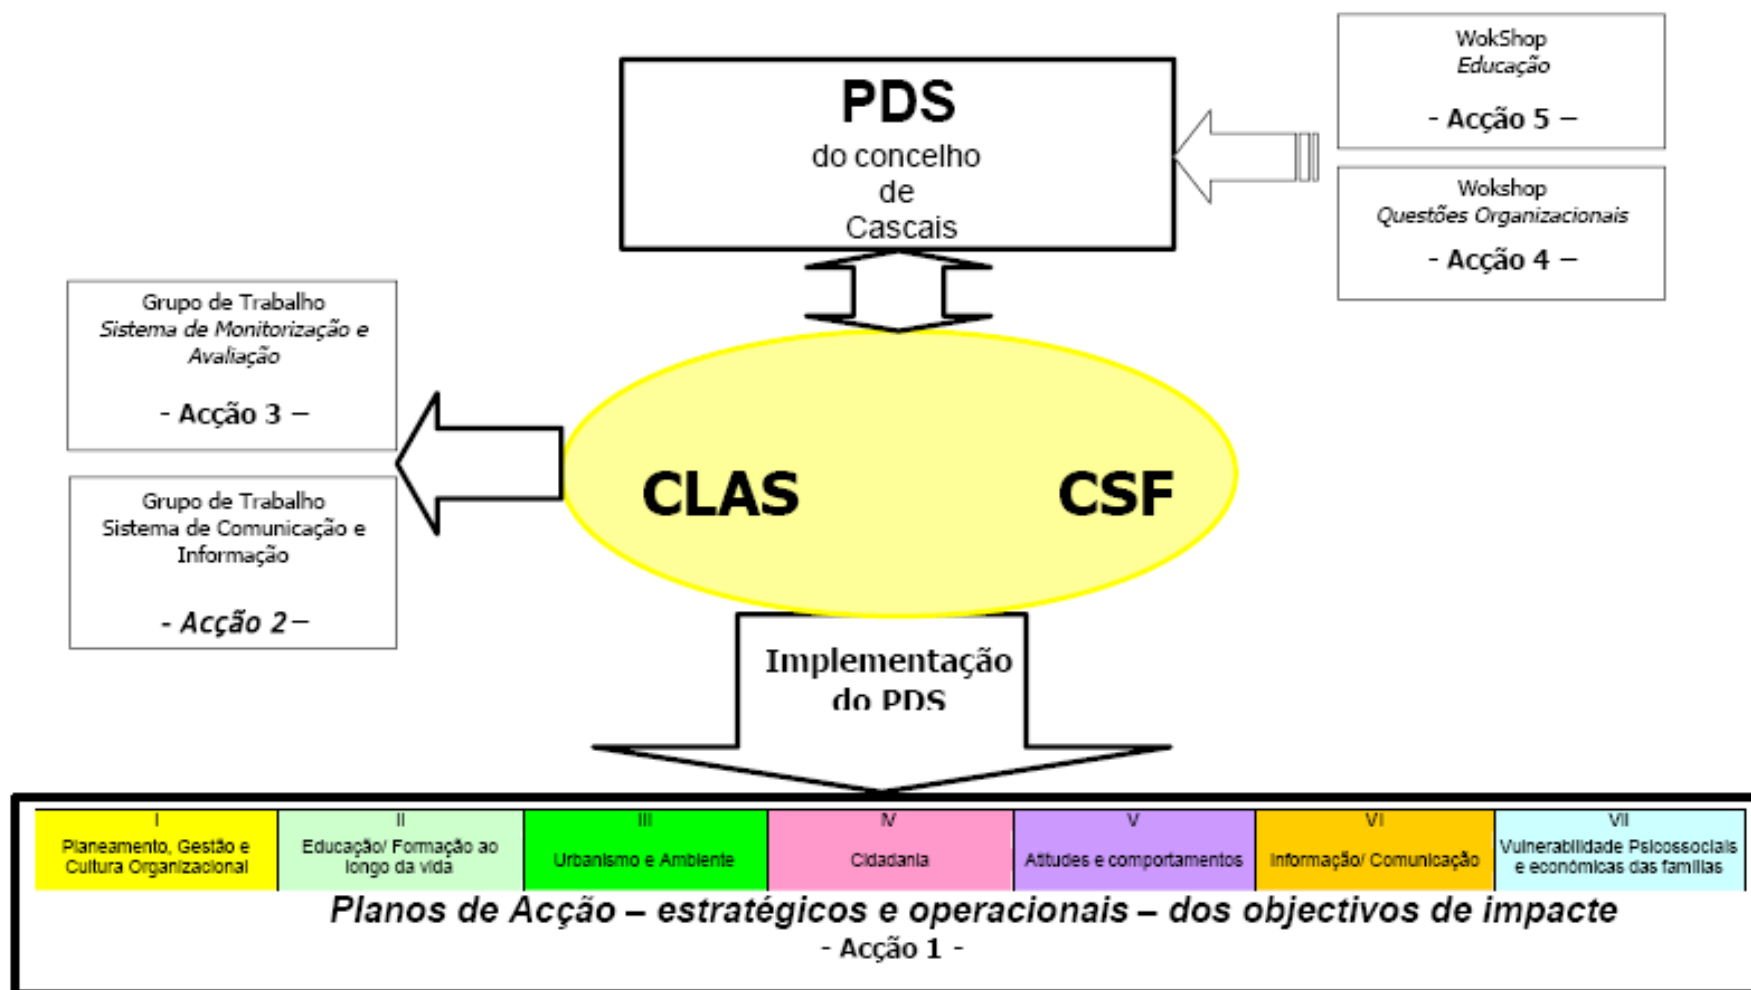 PDS
do concelho
de
Cascais
WokShop
Educação
- Acção 5 –
Wokshop
Questões Organizacionais
- Acção 4 –
Grupo de Trabalho
Sistema de Monitorização e
Avaliação
- Acção 3 –
Grupo de Trabalho
Sistema de Comunicação e
Informação
- Acção 2–
CLAS
CSF
Implementação
do PDS
I
Planeamento, Gestão e
Cultura Organizacional
II
Educação/ Formação ao
longo da vida
III
Urbanismo e Ambiente
IV
Cidadania
V
Atitudes e comportamentos
VI
Informação/ Comunicação
VII
Vulnerabilidade Psicossociais
e económicas das famílias
Planos de Acção – estratégicos e operacionais – dos objectivos de impacte
- Acção 1 -